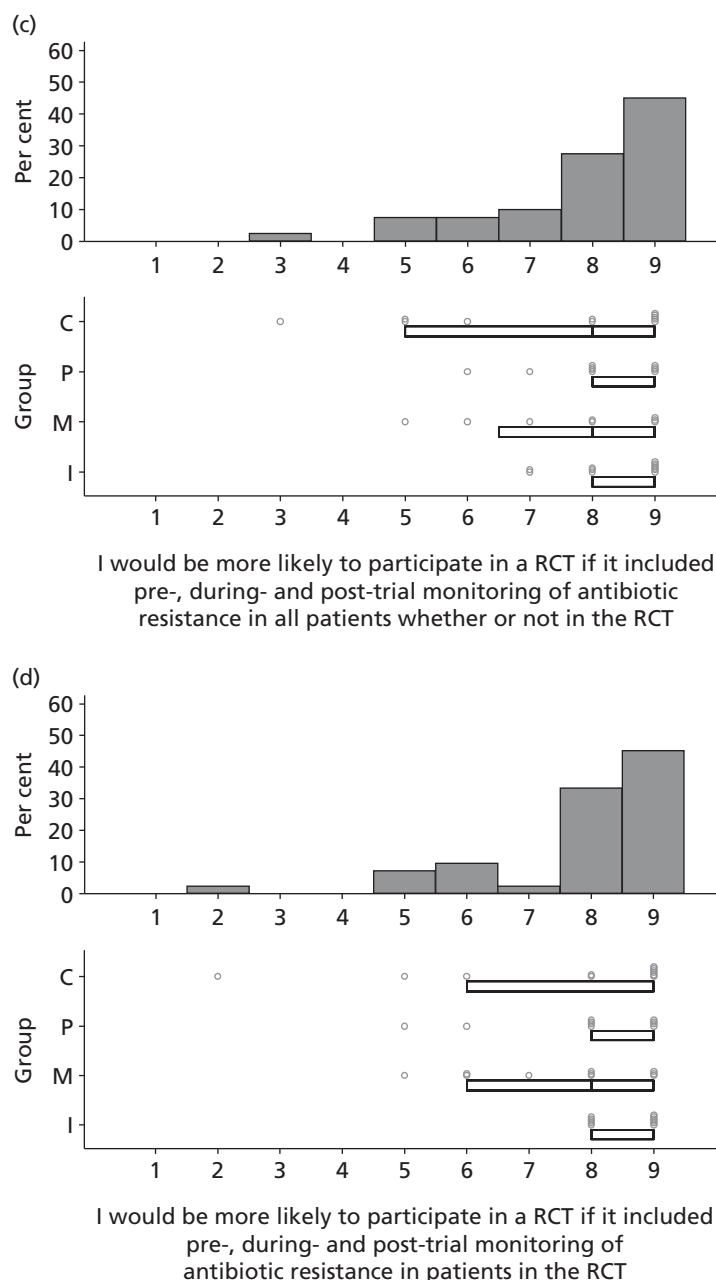 (c)
60
50
40
30
20
10
0
Per cent
1 2 3 4 5 6 7 8 9
C
P
M
I
Group
1 2 3 4 5 6 7 8 9
I would be more likely to participate in a RCT if it included
pre-, during- and post-trial monitoring of antibiotic
resistance in all patients whether or not in the RCT
(d)
60
50
40
30
20
10
0
Per cent
1 2 3 4 5 6 7 8 9
C
P
M
I
Group
1 2 3 4 5 6 7 8 9
I would be more likely to participate in a RCT if it included
pre-, during- and post-trial monitoring of
antibiotic resistance in patients in the RCT